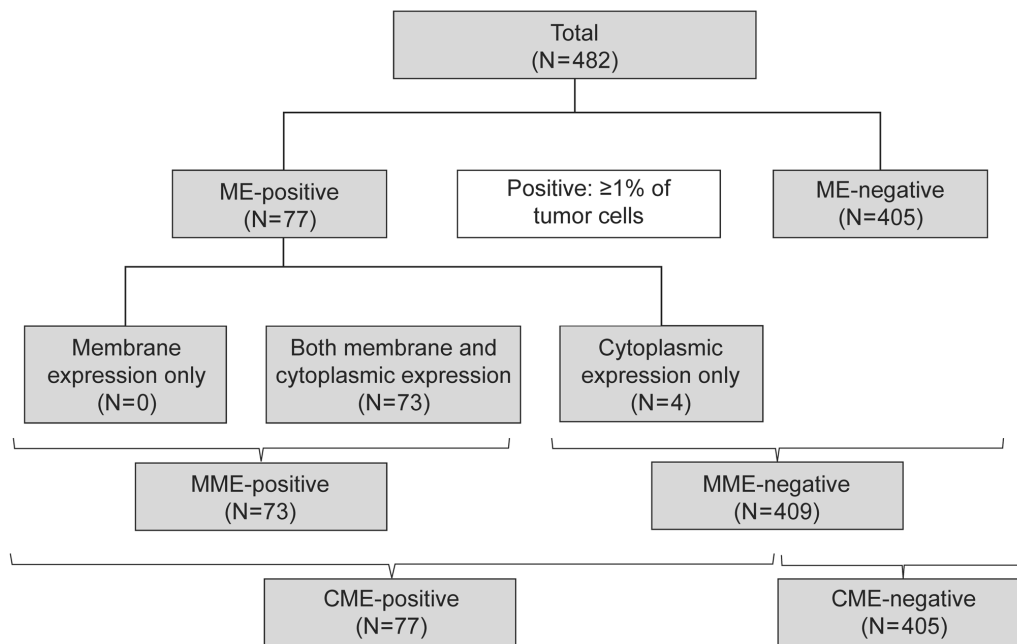 Total
(N=482)
ME-positive
(N=77)
Positive: ≥1% of
tumor cells
ME-negative
(N=405)
Membrane
expression only
(N=0)
Both membrane and
cytoplasmic expression
(N=73)
Cytoplasmic
expression only
(N=4)
MME-positive
(N=73)
MME-negative
(N=409)
CME-positive
(N=77)
CME-negative
(N=405)